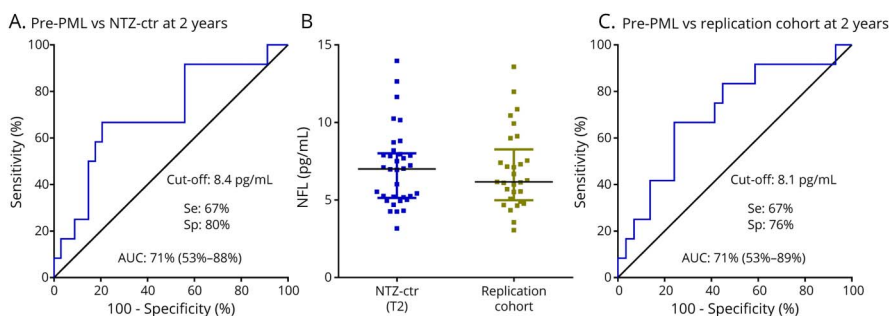 A. Pre-PML vs NTZ-ctr at 2 years
100
80
60
40
20
0
Sensitivity (%)
Cut-off: 8.4 pg/mL
Se: 67%
Sp: 80%
AUC: 71% (53%–88%)
0 20 40 60 80 100
100 - Specificity (%)
B.
15
10
5
0
NFL (pg/mL)
NTZ-ctr
(T2)
Replication
cohort
C. Pre-PML vs replication cohort at 2 years
100
80
60
40
20
0
Sensitivity (%)
Cut-off: 8.1 pg/mL
Se: 67%
Sp: 76%
AUC: 71% (53%–89%)
0 20 40 60 80 100
100 - Specificity (%)